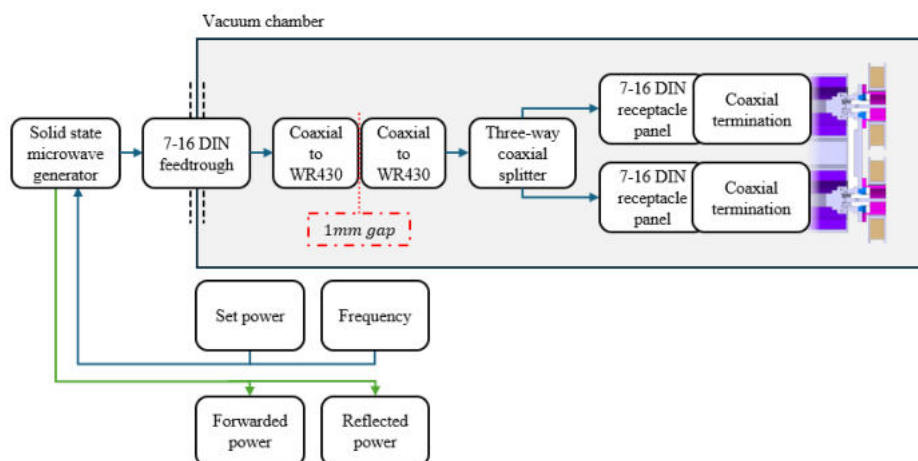 Vacuum chamber
Solid state
microwave
generator
7-16 DIN
feedtrough
Coaxial
to
WR430
Coaxial
to
WR430
1mm gap
Three-way
coaxial
splitter
7-16 DIN
receptacle
panel
Coaxial
termination
7-16 DIN
receptacle
panel
Coaxial
termination
Set power
Frequency
Forwarded
power
Reflected
power